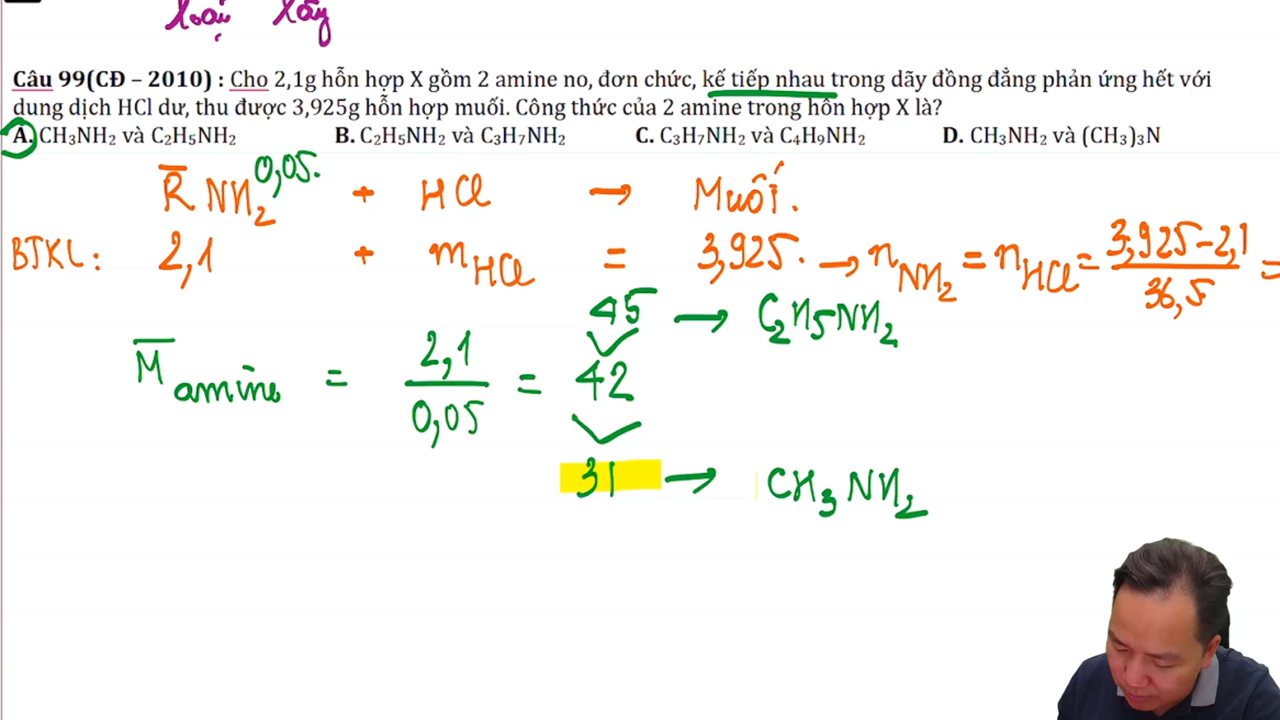 loại xây
Câu 99(CĐ – 2010) : Cho 2,1g hỗn hợp X gồm 2 amine no, đơn chức, kế tiếp nhau trong dãy đồng đẳng phản ứng hết với
dung dịch HCl dư, thu được 3,925g hỗn hợp muối. Công thức của 2 amine trong hỗn hợp X là?
A. CH₃NH₂ và C₂H₅NH₂ B. C₂H₅NH₂ và C₃H₇NH₂ C. C₃H₇NH₂ và C₄H₉NH₂ D. CH₃NH₂ và (CH₃)₃N
0,05.
R̅ NH₂ + HCl → Muối.
BTKL: 2,1 + m_HCl = 3,925. → n_NH₂ = n_HCl = (3,925-2,1)/36,5 =
45 → C₂H₅NH₂
M̅ amine = 2,1/0,05 = 42
31 → CH₃NH₂